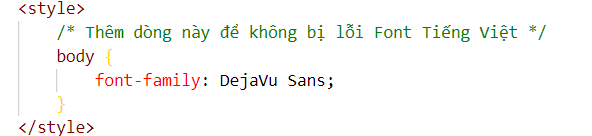 <style>
/* Thêm dòng này để không bị lỗi Font Tiếng Việt */
body {
font-family: DejaVu Sans;
}
</style>